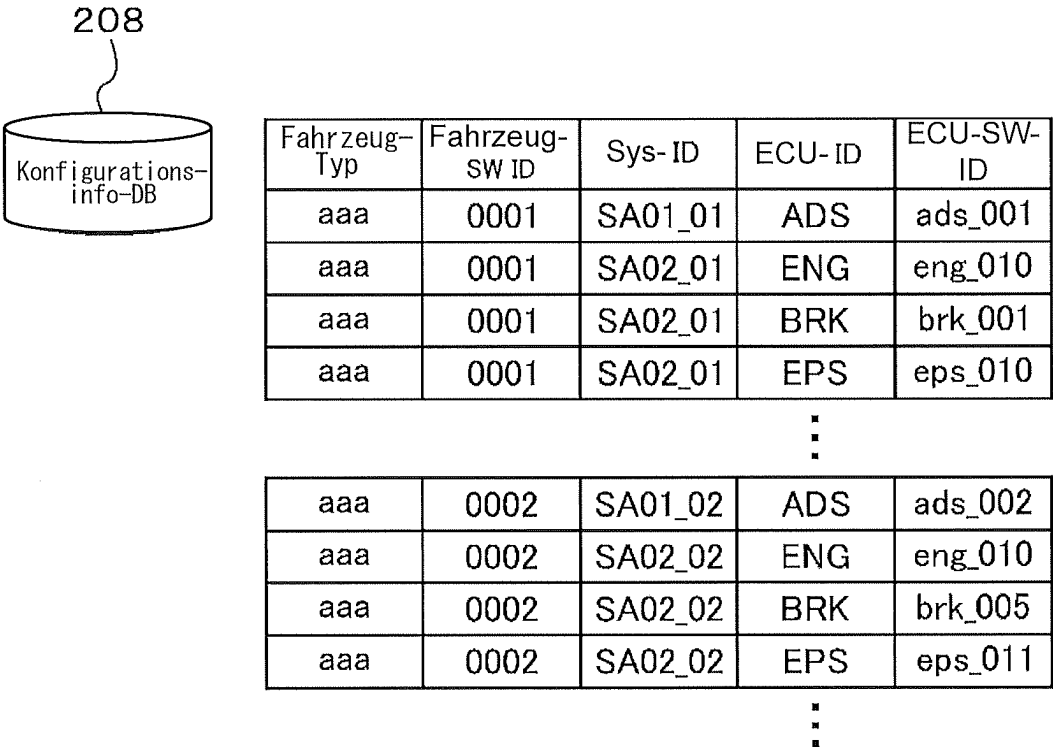 208
Konfigurations-
info-DB
Fahrzeug-Typ Fahrzeug-SW ID Sys-ID ECU-ID ECU-SW-ID
aaa 0001 SA01_01 ADS ads_001
aaa 0001 SA02_01 ENG eng_010
aaa 0001 SA02_01 BRK brk_001
aaa 0001 SA02_01 EPS eps_010
aaa 0002 SA01_02 ADS ads_002
aaa 0002 SA02_02 ENG eng_010
aaa 0002 SA02_02 BRK brk_005
aaa 0002 SA02_02 EPS eps_011